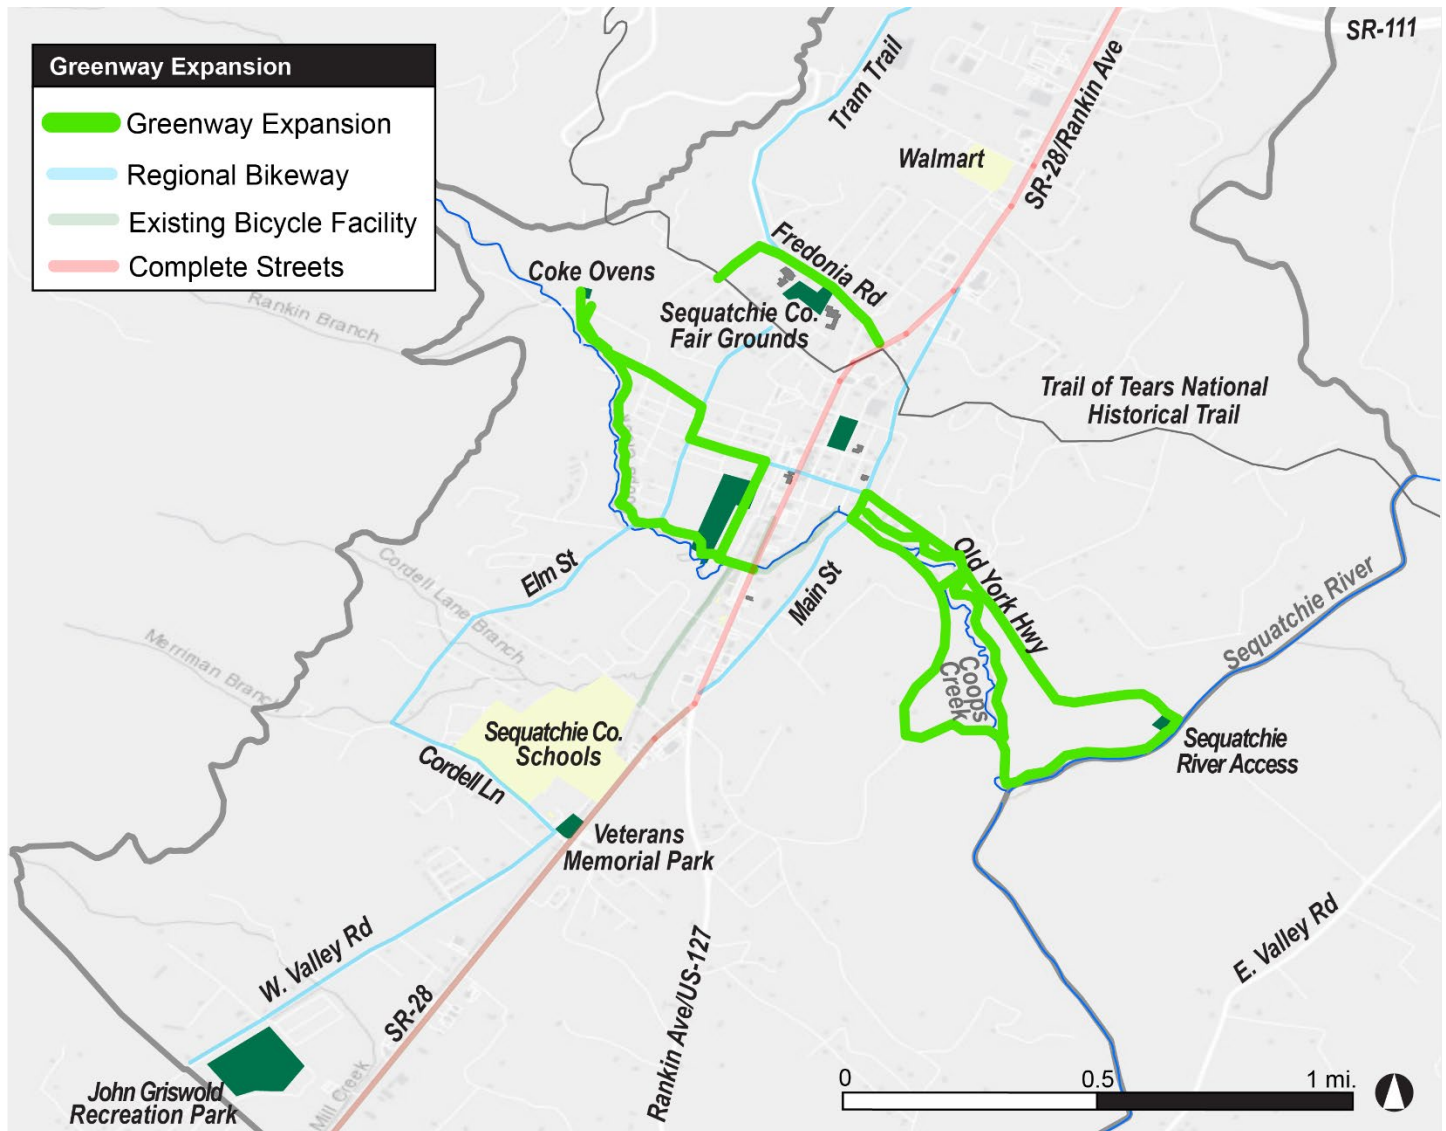 SR-111
Greenway Expansion
Greenway Expansion
Regional Bikeway
Existing Bicycle Facility
Complete Streets
Tram Trail
SR-28/Rankin Ave
Walmart
Fredonia Rd
Coke Ovens
Rankin Branch
Sequatchie Co.
Fair Grounds
Trail of Tears National
Historical Trail
Old York Hwy
Elm St
Main St
Cordell Lane Branch
Merriman Branch
Sequatchie River
Coops
Creek
Sequatchie Co.
Schools
Sequatchie
River Access
Cordell Ln
Veterans
Memorial Park
W. Valley Rd
SR-28
Rankin Ave/US-127
E. Valley Rd
John Griswold
Recreation Park
Mill Creek
0 0.5 1 mi.